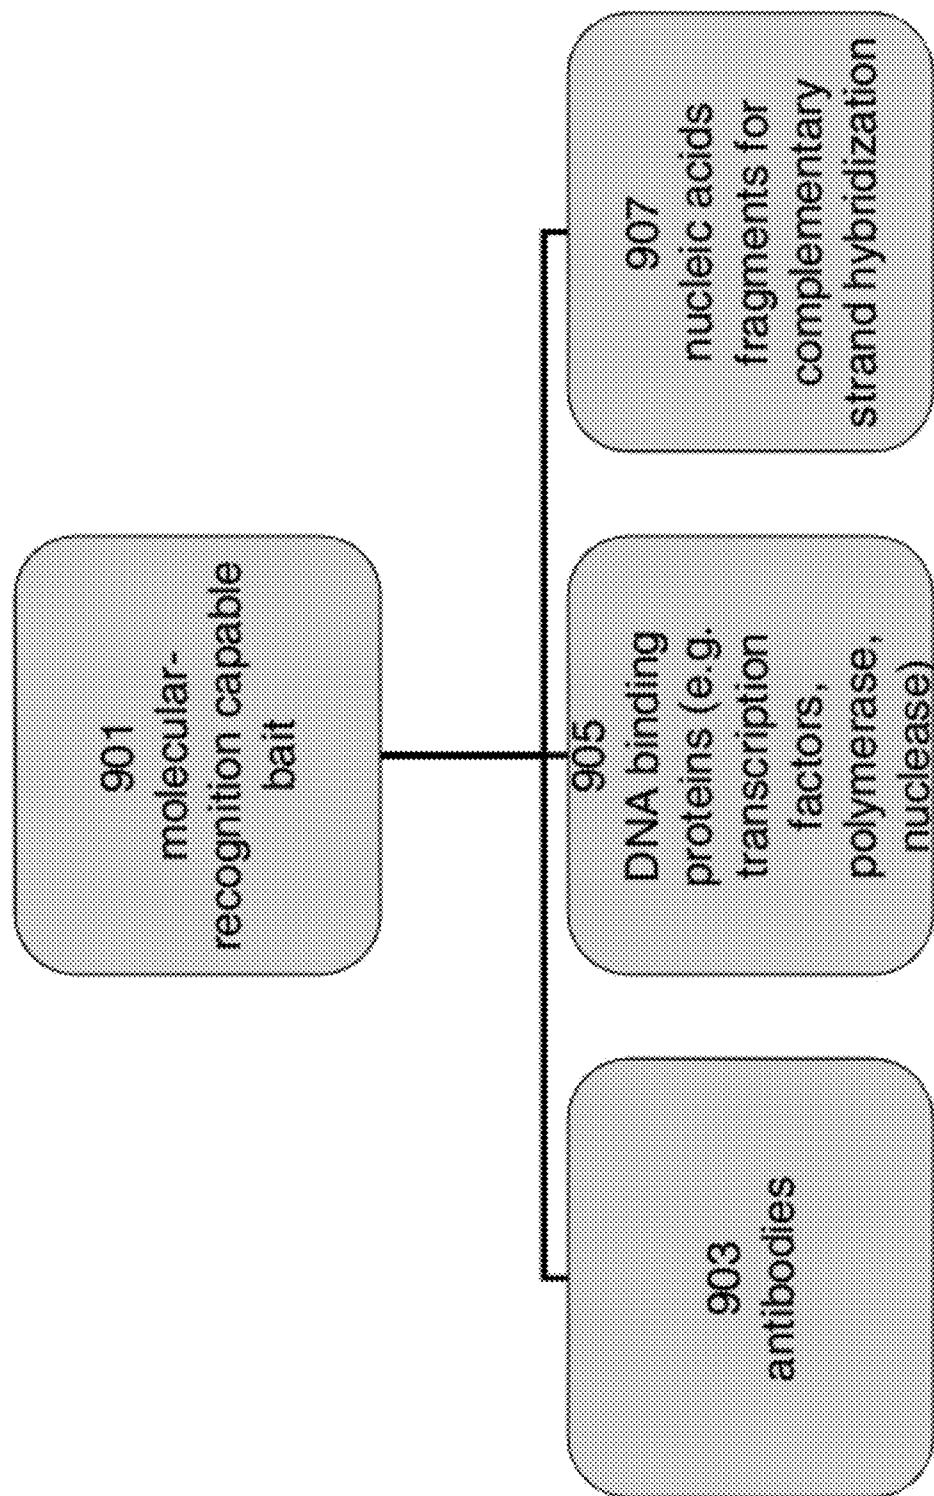 901
molecular-
recognition capable
bait
903
antibodies
905
DNA binding
proteins (e.g.
transcription
factors,
polymerase,
nuclease)
907
nucleic acids
fragments for
complementary
strand hybridization